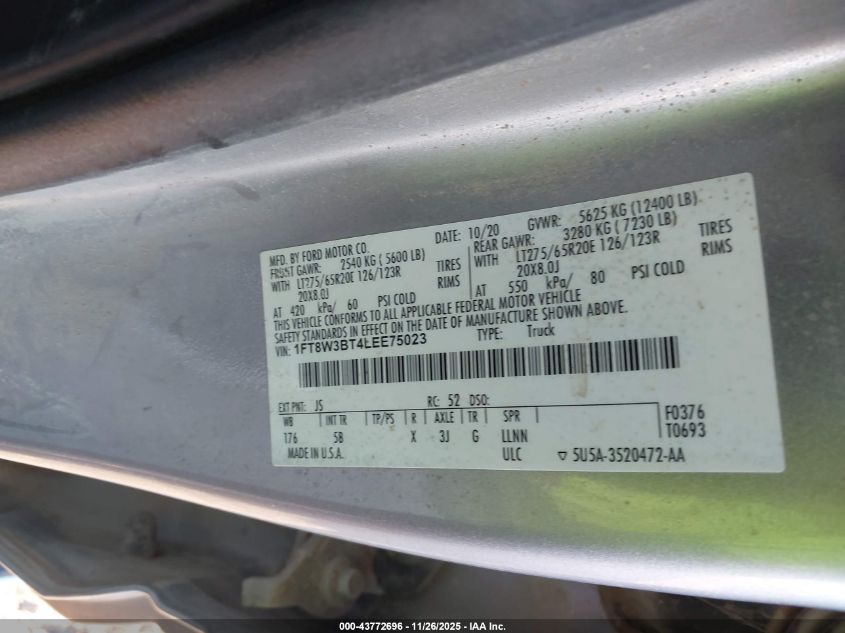 MFD. BY FORD MOTOR CO. DATE: 10/20 GVWR: 5625 KG (12400 LB)
FRONT GAWR: 2540 KG ( 5600 LB) REAR GAWR: 3280 KG ( 7230 LB)
WITH LT275/65R20E 126/123R TIRES WITH LT275/65R20E 126/123R TIRES
20X8.0J RIMS 20X8.0J RIMS
AT 420 kPa/ 60 PSI COLD AT 550 kPa/ 80 PSI COLD
THIS VEHICLE CONFORMS TO ALL APPLICABLE FEDERAL MOTOR VEHICLE
SAFETY STANDARDS IN EFFECT ON THE DATE OF MANUFACTURE SHOWN ABOVE.
VIN: 1FT8W3BT4LEE75023 TYPE: Truck
EXT PNT: JS RC: 52 DSO: F0376
WB INT TR TP/PS R AXLE TR SPR T0693
176 5B X 3J G LLNN
MADE IN U.S.A. ULC ▽ 5U5A-3520472-AA
000-43772696 - 11/26/2025 - IAA Inc.